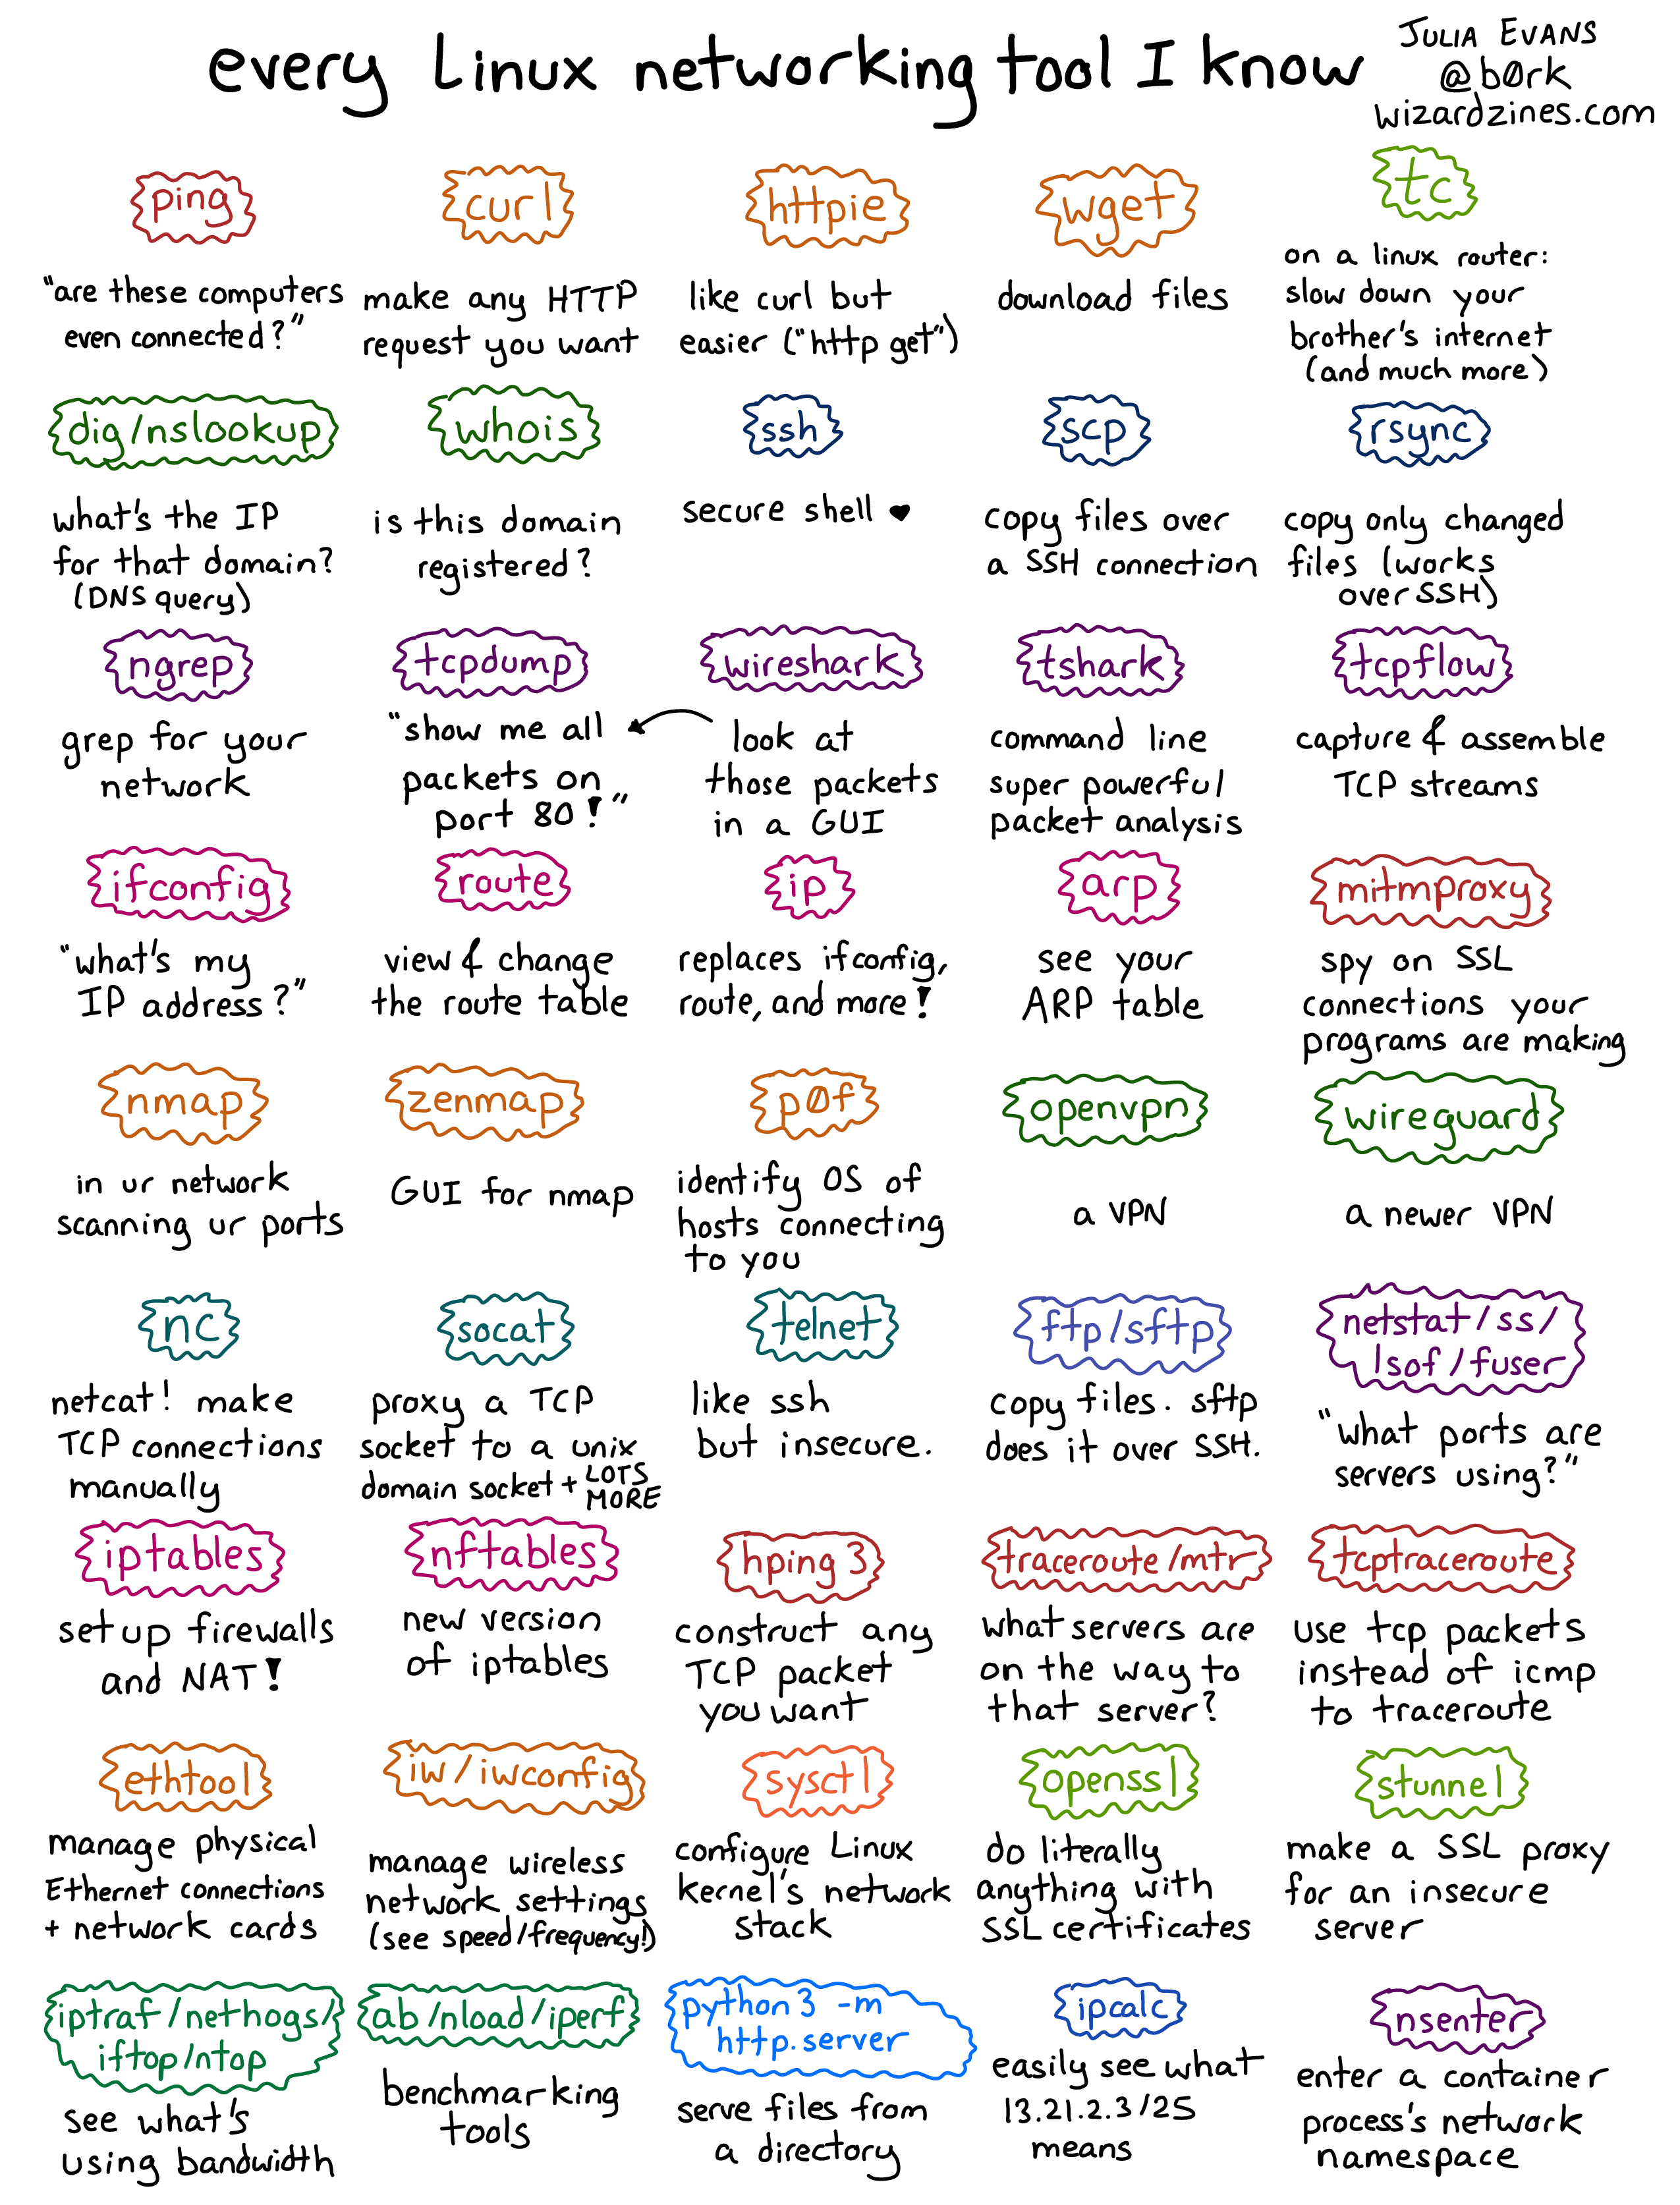 every Linux networking tool I know
JULIA EVANS
@b0rk
wizardzines.com
ping
"are these computers
even connected?"
curl
make any HTTP
request you want
httpie
like curl but
easier ("http get")
wget
download files
tc
on a linux router:
slow down your
brother's internet
(and much more)
dig/nslookup
what's the IP
for that domain?
(DNS query)
whois
is this domain
registered?
ssh
secure shell ♥
scp
copy files over
a SSH connection
rsync
copy only changed
files (works
over SSH)
ngrep
grep for your
network
tcpdump
"show me all
packets on
port 80!"
wireshark
look at
those packets
in a GUI
tshark
command line
super powerful
packet analysis
tcpflow
capture & assemble
TCP streams
ifconfig
"what's my
IP address?"
route
view & change
the route table
ip
replaces ifconfig,
route, and more!
arp
see your
ARP table
mitmproxy
spy on SSL
connections your
programs are making
nmap
in ur network
scanning ur ports
zenmap
GUI for nmap
p0f
identify OS of
hosts connecting
to you
openvpn
a VPN
wireguard
a newer VPN
nc
netcat! make
TCP connections
manually
socat
proxy a TCP
socket to a unix
domain socket + LOTS
MORE
telnet
like ssh
but insecure.
ftp/sftp
copy files. sftp
does it over SSH.
netstat/ss/
lsof/fuser
"what ports are
servers using?"
iptables
set up firewalls
and NAT!
nftables
new version
of iptables
hping3
construct any
TCP packet
you want
traceroute/mtr
what servers are
on the way to
that server?
tcptraceroute
use tcp packets
instead of icmp
to traceroute
ethtool
manage physical
Ethernet connections
+ network cards
iw/iwconfig
manage wireless
network settings
(see speed/frequency!)
sysctl
configure Linux
kernel's network
stack
openssl
do literally
anything with
SSL certificates
stunnel
make a SSL proxy
for an insecure
server
iptraf/nethogs/
iftop/ntop
see what's
using bandwidth
ab/nload/iperf
benchmarking
tools
python3 -m
http.server
serve files from
a directory
ipcalc
easily see what
13.21.2.3/25
means
nsenter
enter a container
process's network
namespace